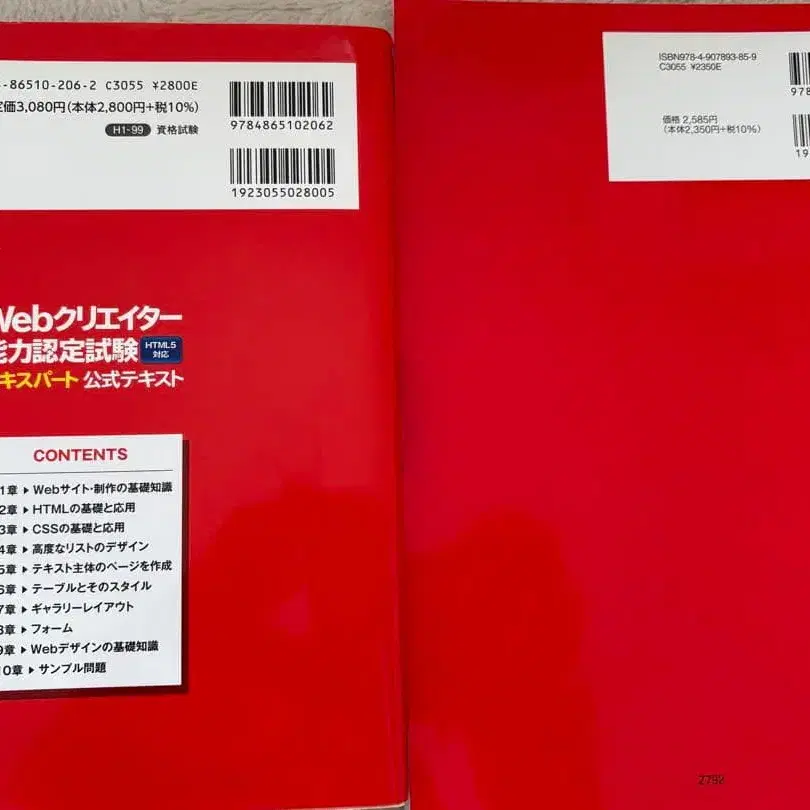 -86510-206-2 C3055 ¥2800E
定価3,080円(本体2,800円+税10%)
H1-99 資格試験
9784865102062
1923055028005
Webクリエイター
能力認定試験 HTML5対応
キスパート 公式テキスト
CONTENTS
1章 ▶ Webサイト・制作の基礎知識
2章 ▶ HTMLの基礎と応用
3章 ▶ CSSの基礎と応用
4章 ▶ 高度なリストのデザイン
5章 ▶ テキスト主体のページを作成
6章 ▶ テーブルとそのスタイル
7章 ▶ ギャラリーレイアウト
8章 ▶ フォーム
9章 ▶ Webデザインの基礎知識
10章 ▶ サンプル問題
ISBN978-4-907893-85-9
C3055 ¥2350E
978
価格 2,585円
(本体2,350円+税10%)
19
2792